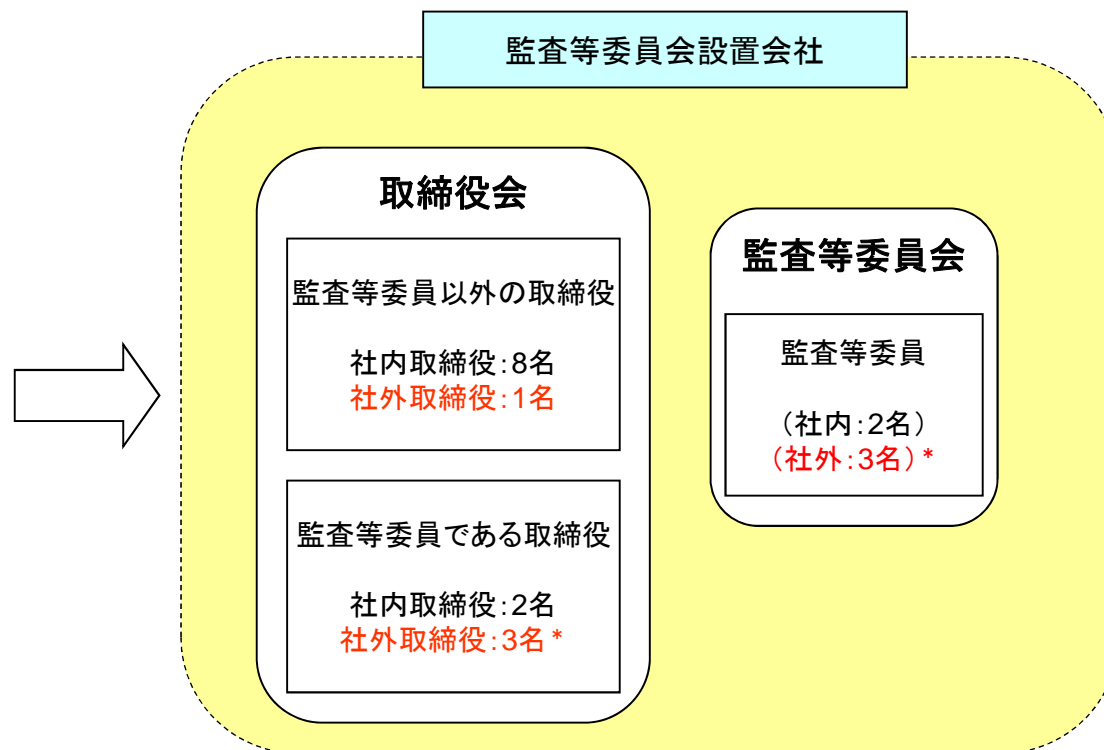 監査等委員会設置会社
取締役会
監査等委員以外の取締役
社内取締役:8名
社外取締役:1名
監査等委員である取締役
社内取締役:2名
社外取締役:3名*
監査等委員会
監査等委員
(社内:2名)
(社外:3名)*